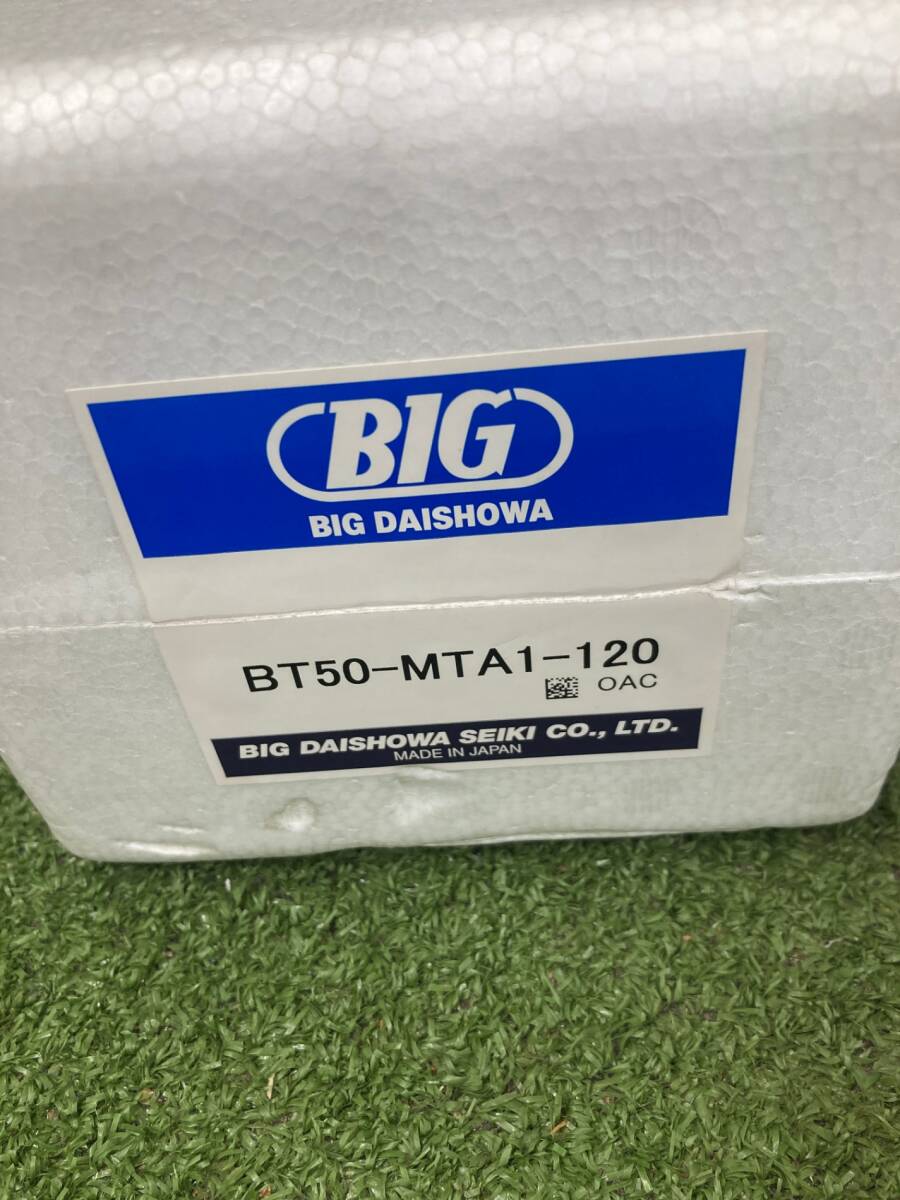 BIG
BIG DAISHOWA
BT50-MTA1-120
OAC
BIG DAISHOWA SEIKI CO., LTD.
MADE IN JAPAN